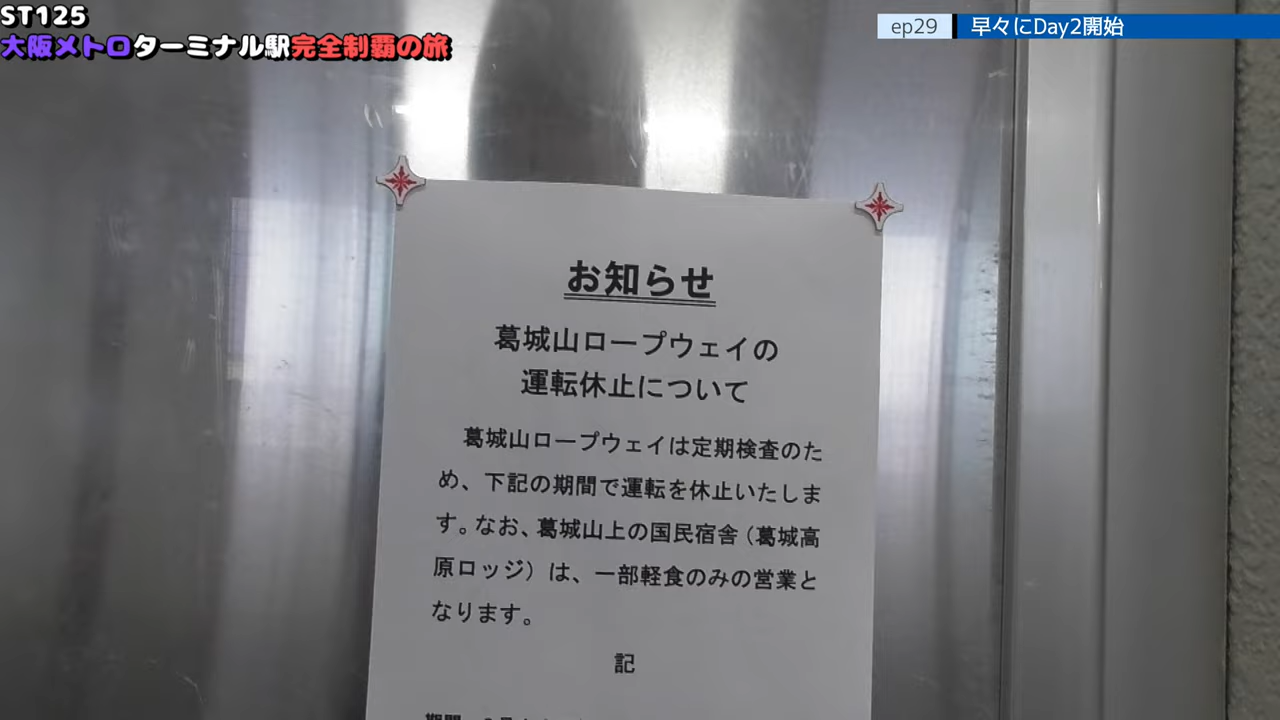 ST125
大阪メトロターミナル駅完全制覇の旅
ep29
早々にDay2開始
お知らせ
葛城山ロープウェイの
運転休止について
葛城山ロープウェイは定期検査のた
め、下記の期間で運転を休止いたしま
す。なお、葛城山上の国民宿舎（葛城高
原ロッジ）は、一部軽食のみの営業と
なります。
記